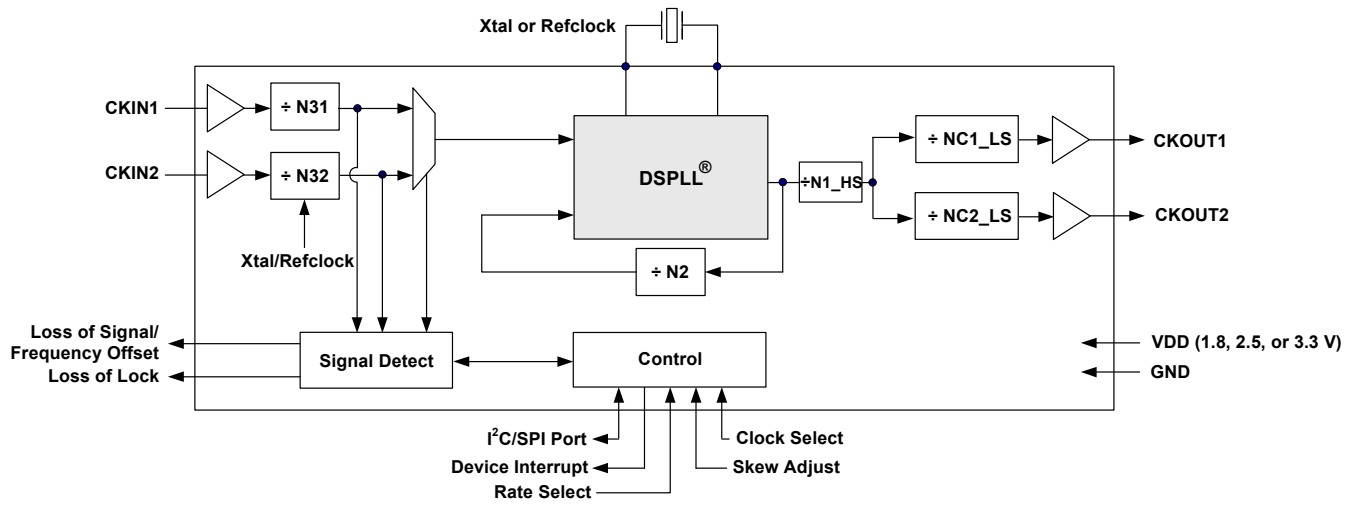 Xtal or Refclock
CKIN1
÷ N31
CKIN2
÷ N32
Xtal/Refclock
DSPLL®
÷N1_HS
÷ NC1_LS
CKOUT1
÷ NC2_LS
CKOUT2
÷ N2
Loss of Signal/
Frequency Offset
Loss of Lock
Signal Detect
Control
VDD (1.8, 2.5, or 3.3 V)
GND
I²C/SPI Port
Device Interrupt
Rate Select
Clock Select
Skew Adjust